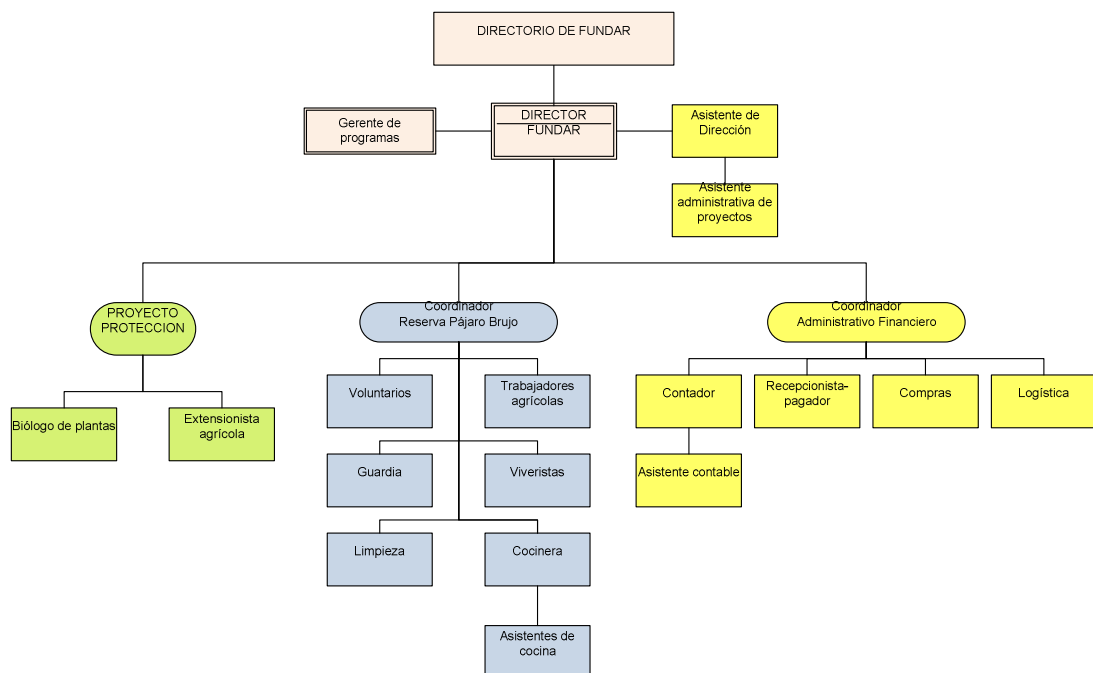 DIRECTORIO DE FUNDAR
Gerente de
programas
DIRECTOR
FUNDAR
Asistente de
Dirección
Asistente
administrativa de
proyectos
PROYECTO
PROTECCION
Coordinador
Reserva Pájaro Brujo
Coordinador
Administrativo Financiero
Biólogo de plantas
Extensionista
agrícola
Voluntarios
Trabajadores
agrícolas
Guardia
Viveristas
Limpieza
Cocinera
Asistentes de
cocina
Contador
Recepcionista-
pagador
Compras
Logística
Asistente contable